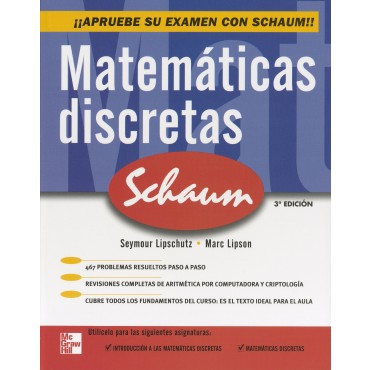 ¡¡APRUEBE SU EXAMEN CON SCHAUM!!
Matemáticas
discretas
Schaum
3ª EDICIÓN
Seymour Lipschutz • Marc Lipson
467 PROBLEMAS RESUELTOS PASO A PASO
REVISIONES COMPLETAS DE ARITMÉTICA POR COMPUTADORA Y CRIPTOLOGÍA
CUBRE TODOS LOS FUNDAMENTOS DEL CURSO: ES EL TEXTO IDEAL PARA EL AULA
Utilícelo para las siguientes asignaturas:
INTRODUCCIÓN A LAS MATEMÁTICAS DISCRETAS
MATEMÁTICAS DISCRETAS
Mc
Graw
Hill